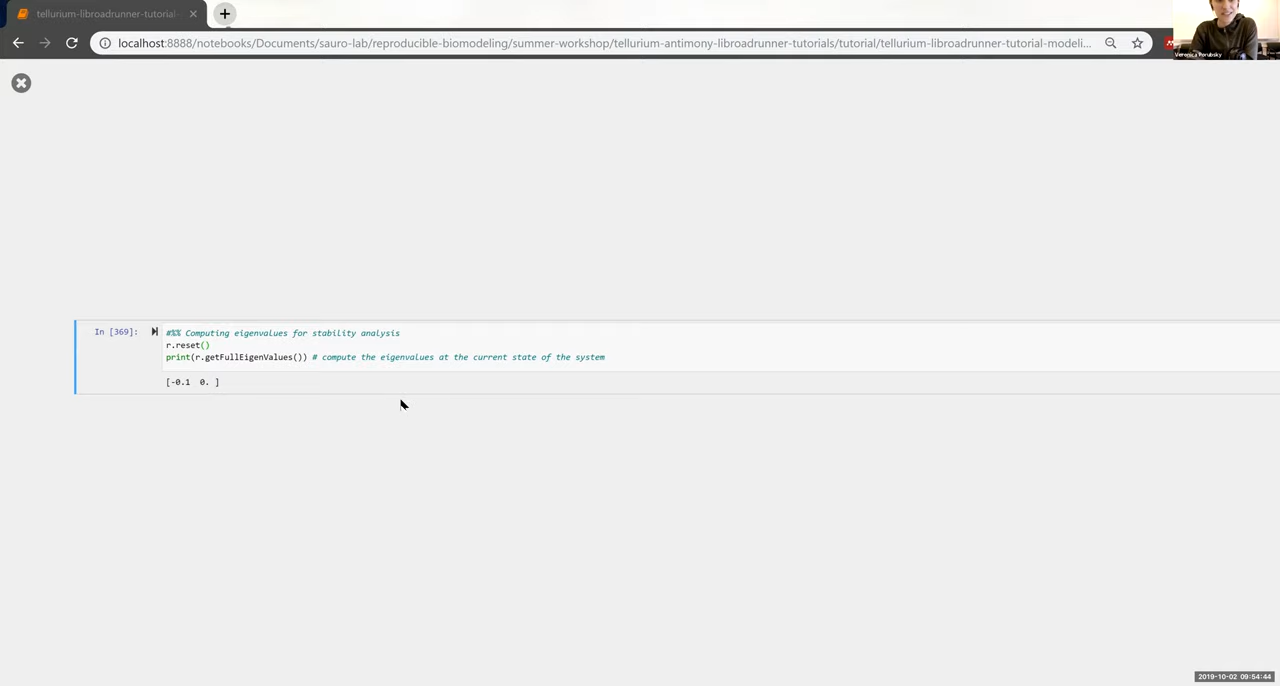 tellurium-libroadrunner-tutorial-
localhost:8888/notebooks/Documents/sauro-lab/reproducible-biomodeling/summer-workshop/tellurium-antimony-libroadrunner-tutorials/tutorial/tellurium-libroadrunner-tutorial-modeli...
Veronica Porubsky
In [369]:
#%% Computing eigenvalues for stability analysis
r.reset()
print(r.getFullEigenValues()) # compute the eigenvalues at the current state of the system
[-0.1 0. ]
2019-10-02 09:54:44